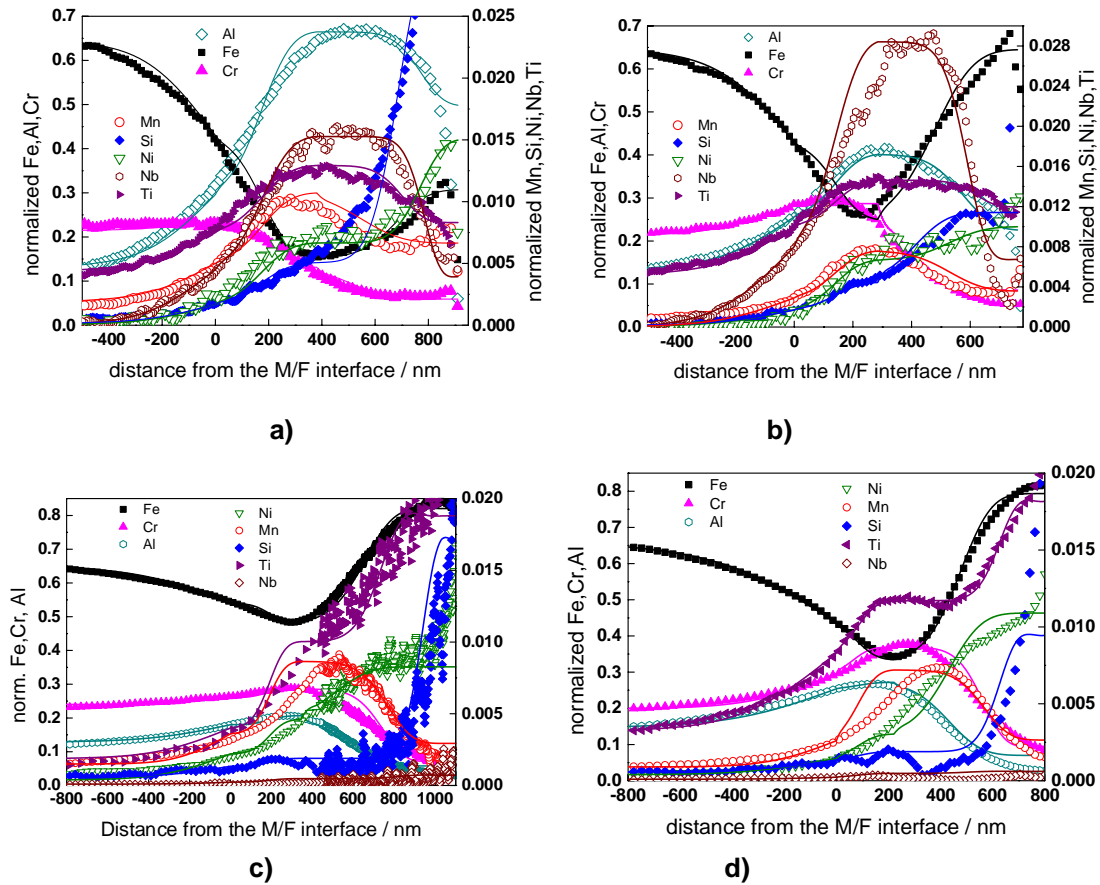 0.7
0.6
0.5
0.4
0.3
0.2
0.1
0.0
normalized Fe,Al,Cr
Al
Fe
Cr
Mn
Si
Ni
Nb
Ti
0.025
0.020
0.015
0.010
0.005
0.000
normalized Mn,Si,Ni,Nb,Ti
-400 -200 0 200 400 600 800
distance from the M/F interface / nm
a)
0.7
0.6
0.5
0.4
0.3
0.2
0.1
0.0
normalized Fe,Al,Cr
Al
Fe
Cr
Mn
Si
Ni
Nb
Ti
0.028
0.024
0.020
0.016
0.012
0.008
0.004
0.000
normalized Mn,Si,Ni,Nb,Ti
-400 -200 0 200 400 600
distance from the M/F interface / nm
b)
0.8
0.7
0.6
0.5
0.4
0.3
0.2
0.1
0.0
norm. Fe,Cr, Al
Fe
Cr
Al
Ni
Mn
Si
Ti
Nb
0.020
0.015
0.010
0.005
0.000
-800 -600 -400 -200 0 200 400 600 800 1000
Distance from the M/F interface / nm
c)
0.8
0.7
0.6
0.5
0.4
0.3
0.2
0.1
0.0
normalized Fe,Cr,Al
Fe
Cr
Al
Ni
Mn
Si
Ti
Nb
0.020
0.015
0.010
0.005
0.000
-800 -600 -400 -200 0 200 400 600 800
distance from the M/F interface / nm
d)